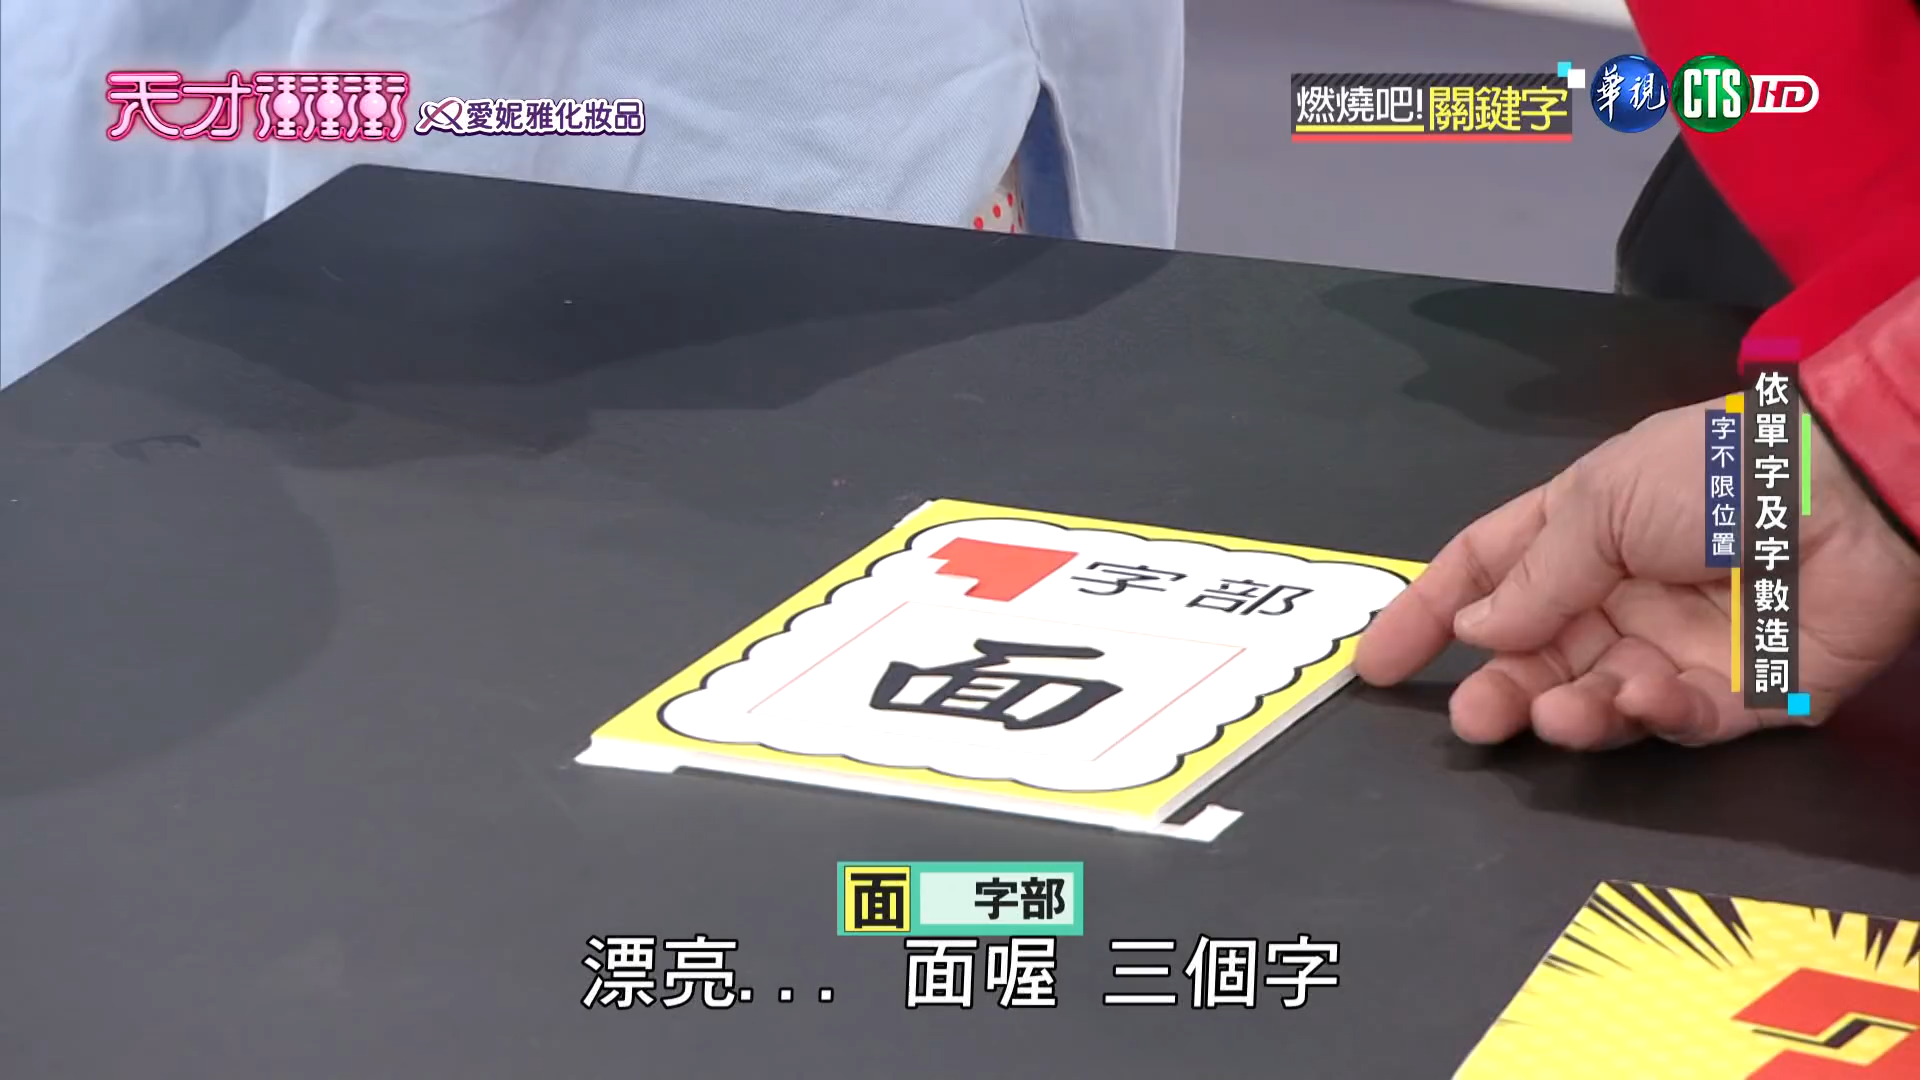 天才衝衝衝
愛妮雅化妝品
燃燒吧!關鍵字
華視
CTS HD
依單字及字數造詞
字不限位置
字部
面
面 字部
漂亮... 面喔 三個字